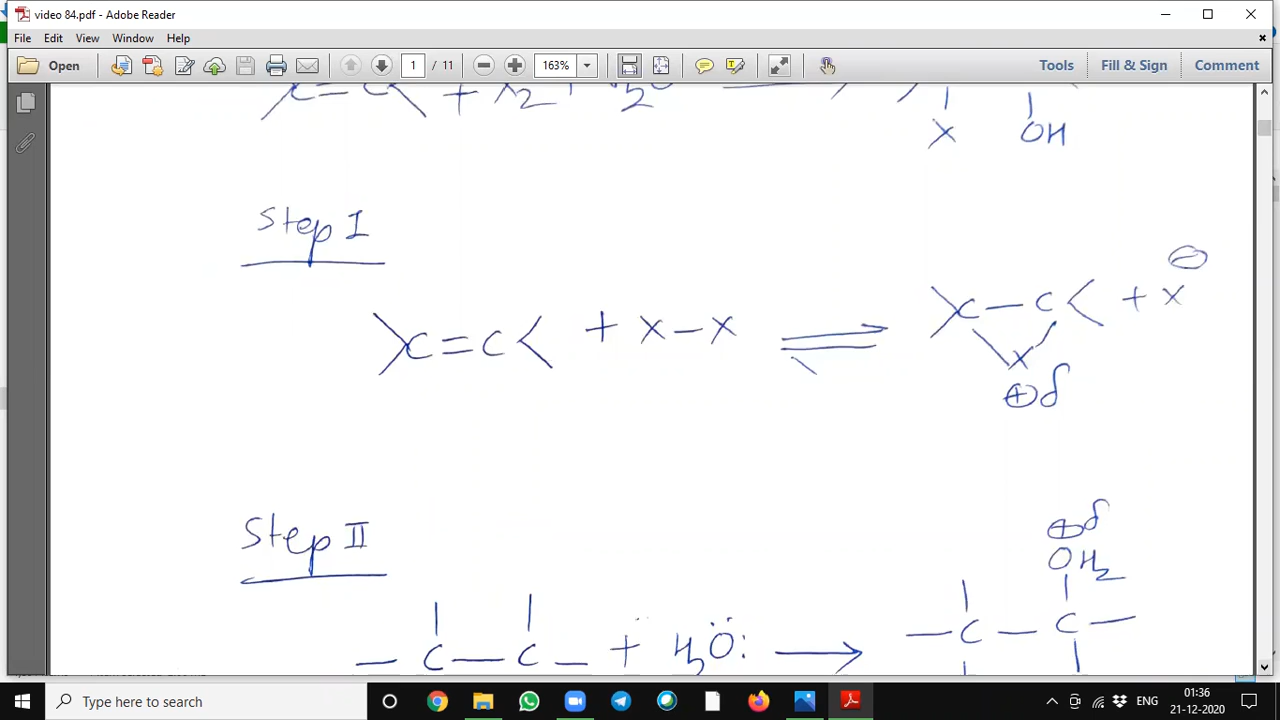 video 84.pdf - Adobe Reader
File Edit View Window Help
Open 1 / 11 163% Tools Fill & Sign Comment
X OH
Step I
>C=C< + X-X ⇌ >C-C< + X⊖
X
⊕δ
Step II
⊕δ
OH₂
-C-C- + H₂Ö: → -C-C-
Type here to search
ENG
01:36
21-12-2020